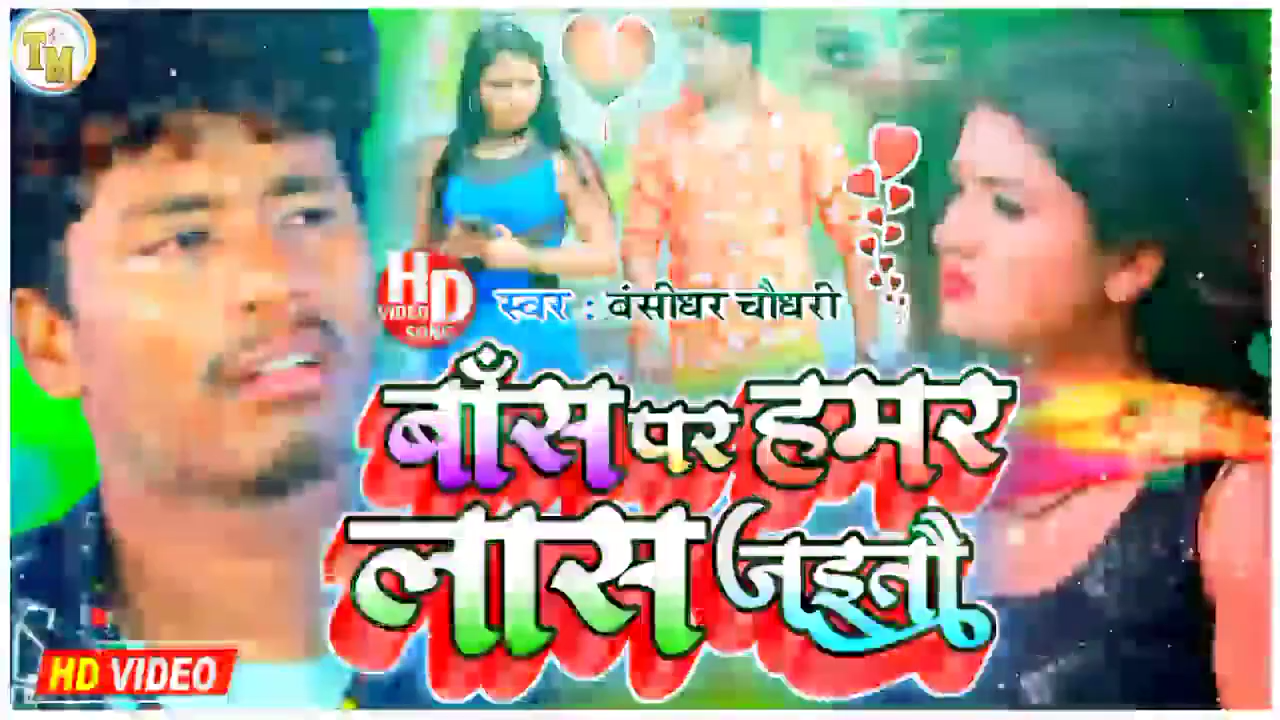 TM
HD
VIDEO
SONG
स्वर : बंसीधर चौधरी
बाँस पर हमर
लास जइतौ
HD VIDEO